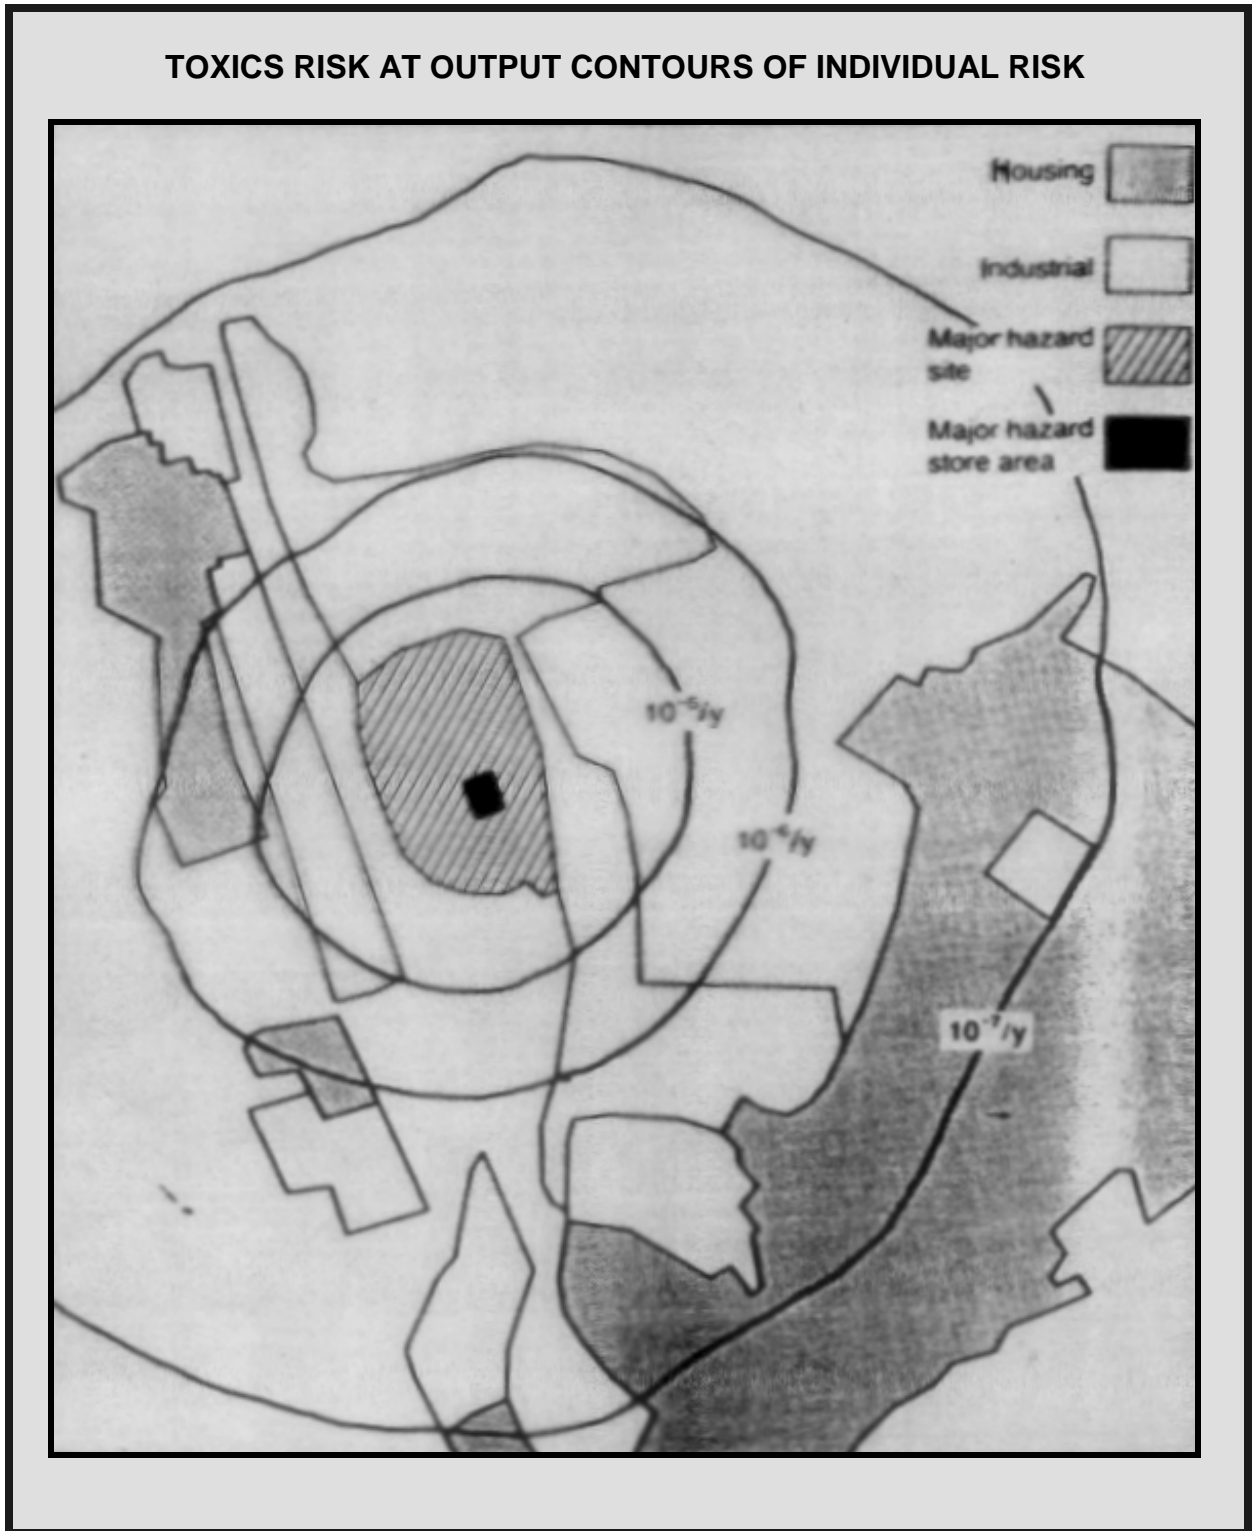 TOXICS RISK AT OUTPUT CONTOURS OF INDIVIDUAL RISK
Housing
Industrial
Major hazard
site
Major hazard
store area
10⁻⁵/y
10⁻⁶/y
10⁻⁷/y